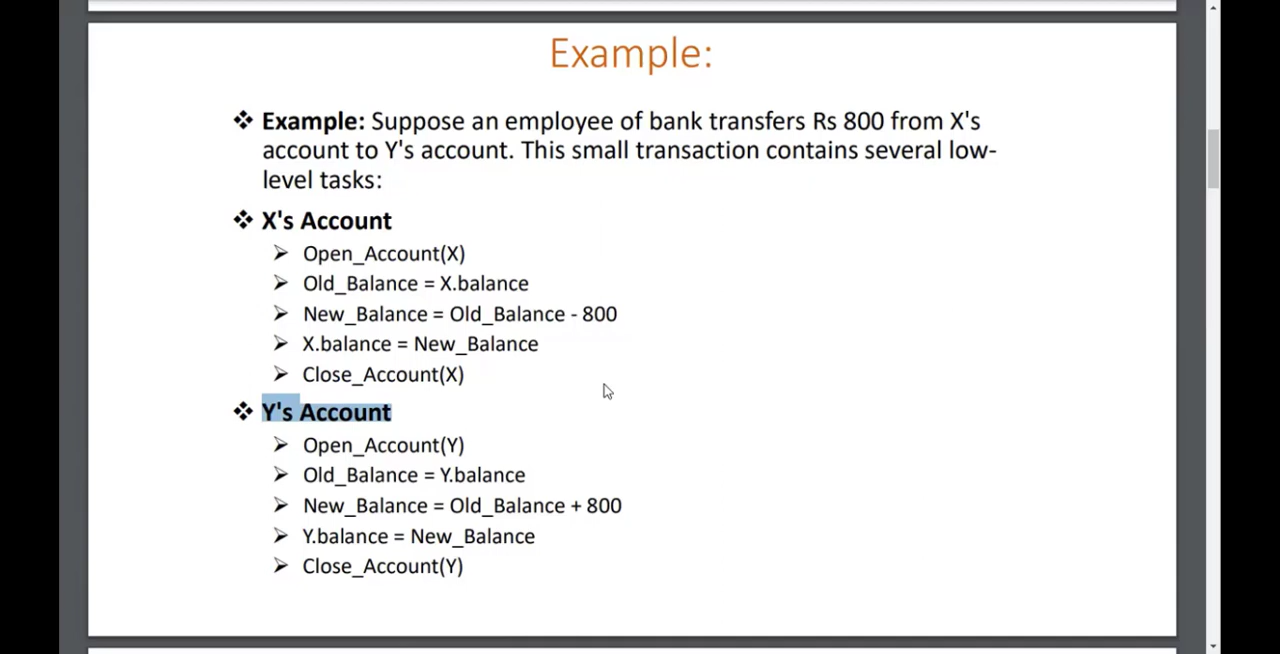 Example:
❖ Example: Suppose an employee of bank transfers Rs 800 from X's
account to Y's account. This small transaction contains several low-
level tasks:
❖ X's Account
➢ Open_Account(X)
➢ Old_Balance = X.balance
➢ New_Balance = Old_Balance - 800
➢ X.balance = New_Balance
➢ Close_Account(X)
❖ Y's Account
➢ Open_Account(Y)
➢ Old_Balance = Y.balance
➢ New_Balance = Old_Balance + 800
➢ Y.balance = New_Balance
➢ Close_Account(Y)